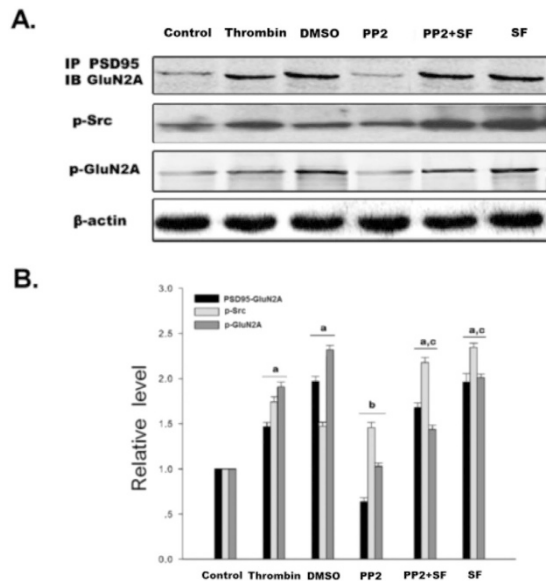 A.
Control Thrombin DMSO PP2 PP2+SF SF
IP PSD95
IB GluN2A
p-Src
p-GluN2A
β-actin
B.
3.0
PSD95-GluN2A
p-Src
p-GluN2A
2.5
2.0
1.5
1.0
.5
.0
Relative level
a
a
b
a,c
a,c
Control Thrombin DMSO PP2 PP2+SF SF